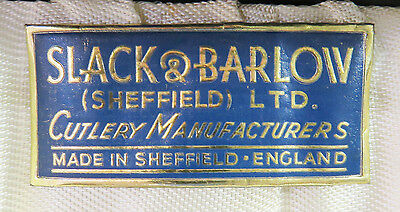 SLACK & BARLOW
(SHEFFIELD) LTD.
CUTLERY MANUFACTURERS
MADE IN SHEFFIELD · ENGLAND